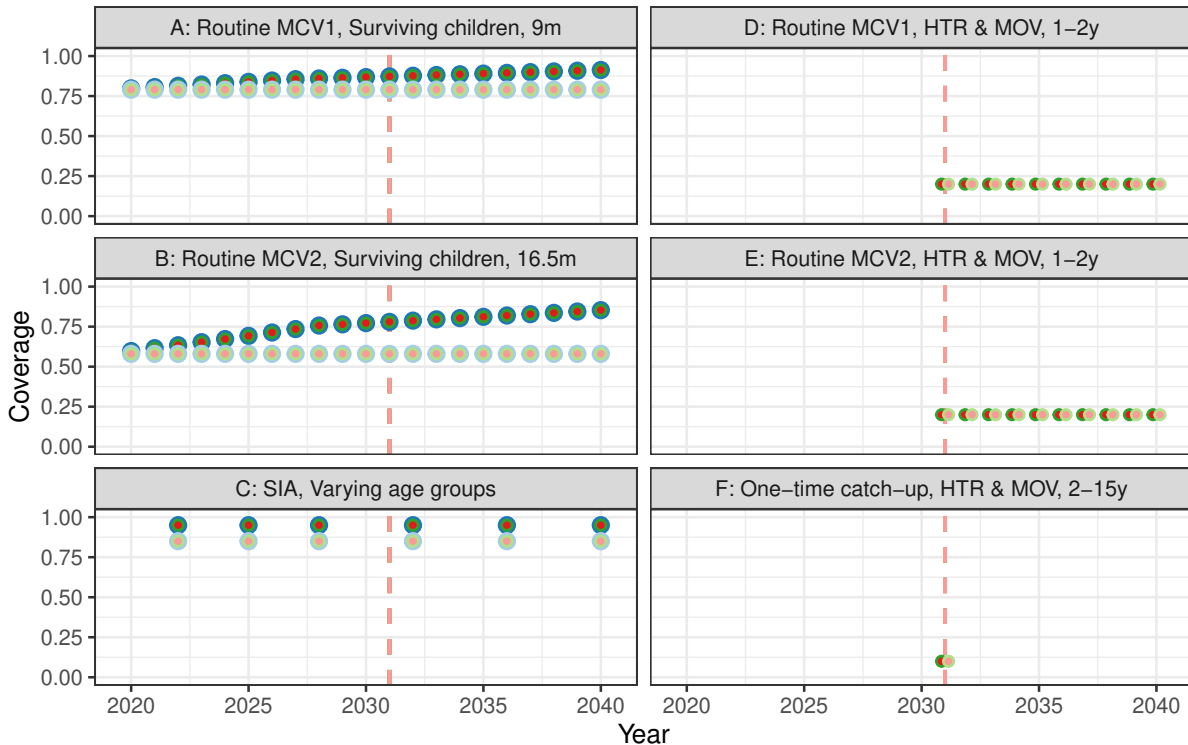 A: Routine MCV1, Surviving children, 9m
D: Routine MCV1, HTR & MOV, 1−2y
1.00
0.75
0.50
0.25
0.00
B: Routine MCV2, Surviving children, 16.5m
E: Routine MCV2, HTR & MOV, 1−2y
1.00
0.75
0.50
0.25
0.00
Coverage
C: SIA, Varying age groups
F: One−time catch−up, HTR & MOV, 2−15y
1.00
0.75
0.50
0.25
0.00
2020 2025 2030 2035 2040 2020 2025 2030 2035 2040
Year